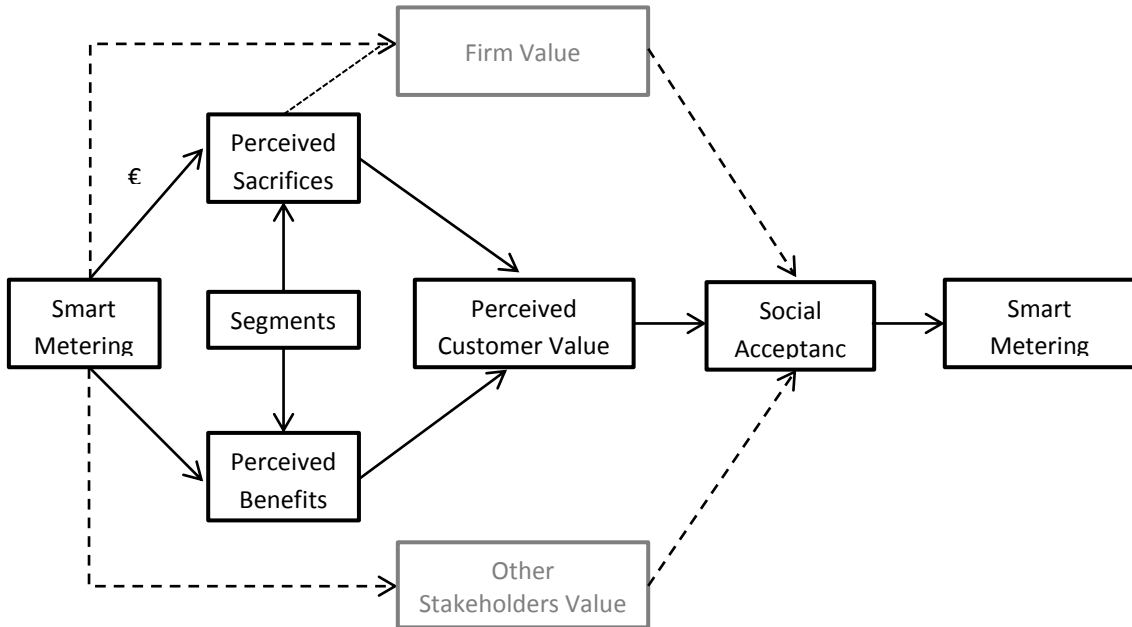 Firm Value
Perceived
Sacrifices
€
Smart
Metering
Segments
Perceived
Customer Value
Social
Acceptanc
Smart
Metering
Perceived
Benefits
Other
Stakeholders Value